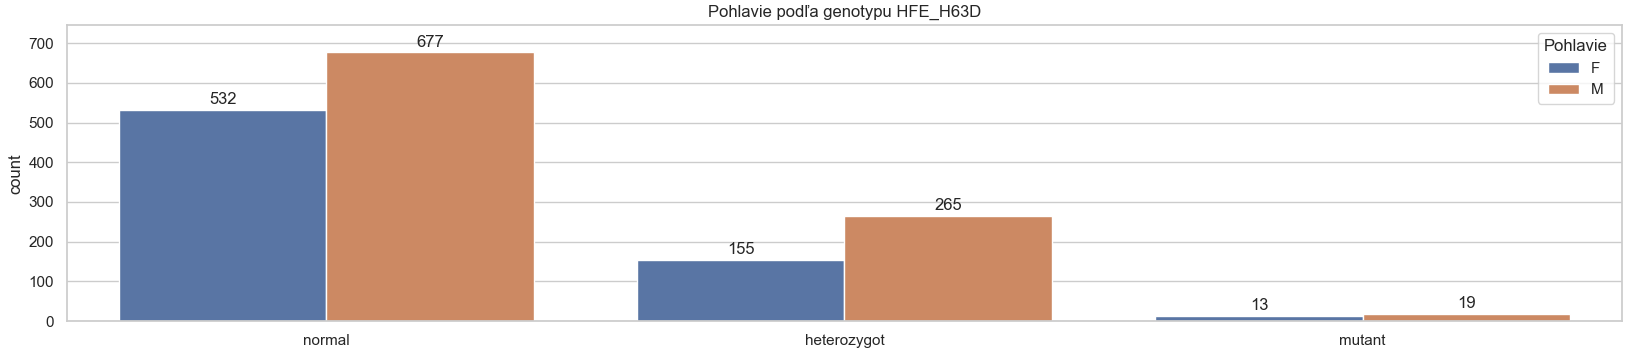 Pohlavie podľa genotypu HFE_H63D
count
700
600
500
400
300
200
100
0
532
677
155
265
13
19
normal
heterozygot
mutant
Pohlavie
F
M